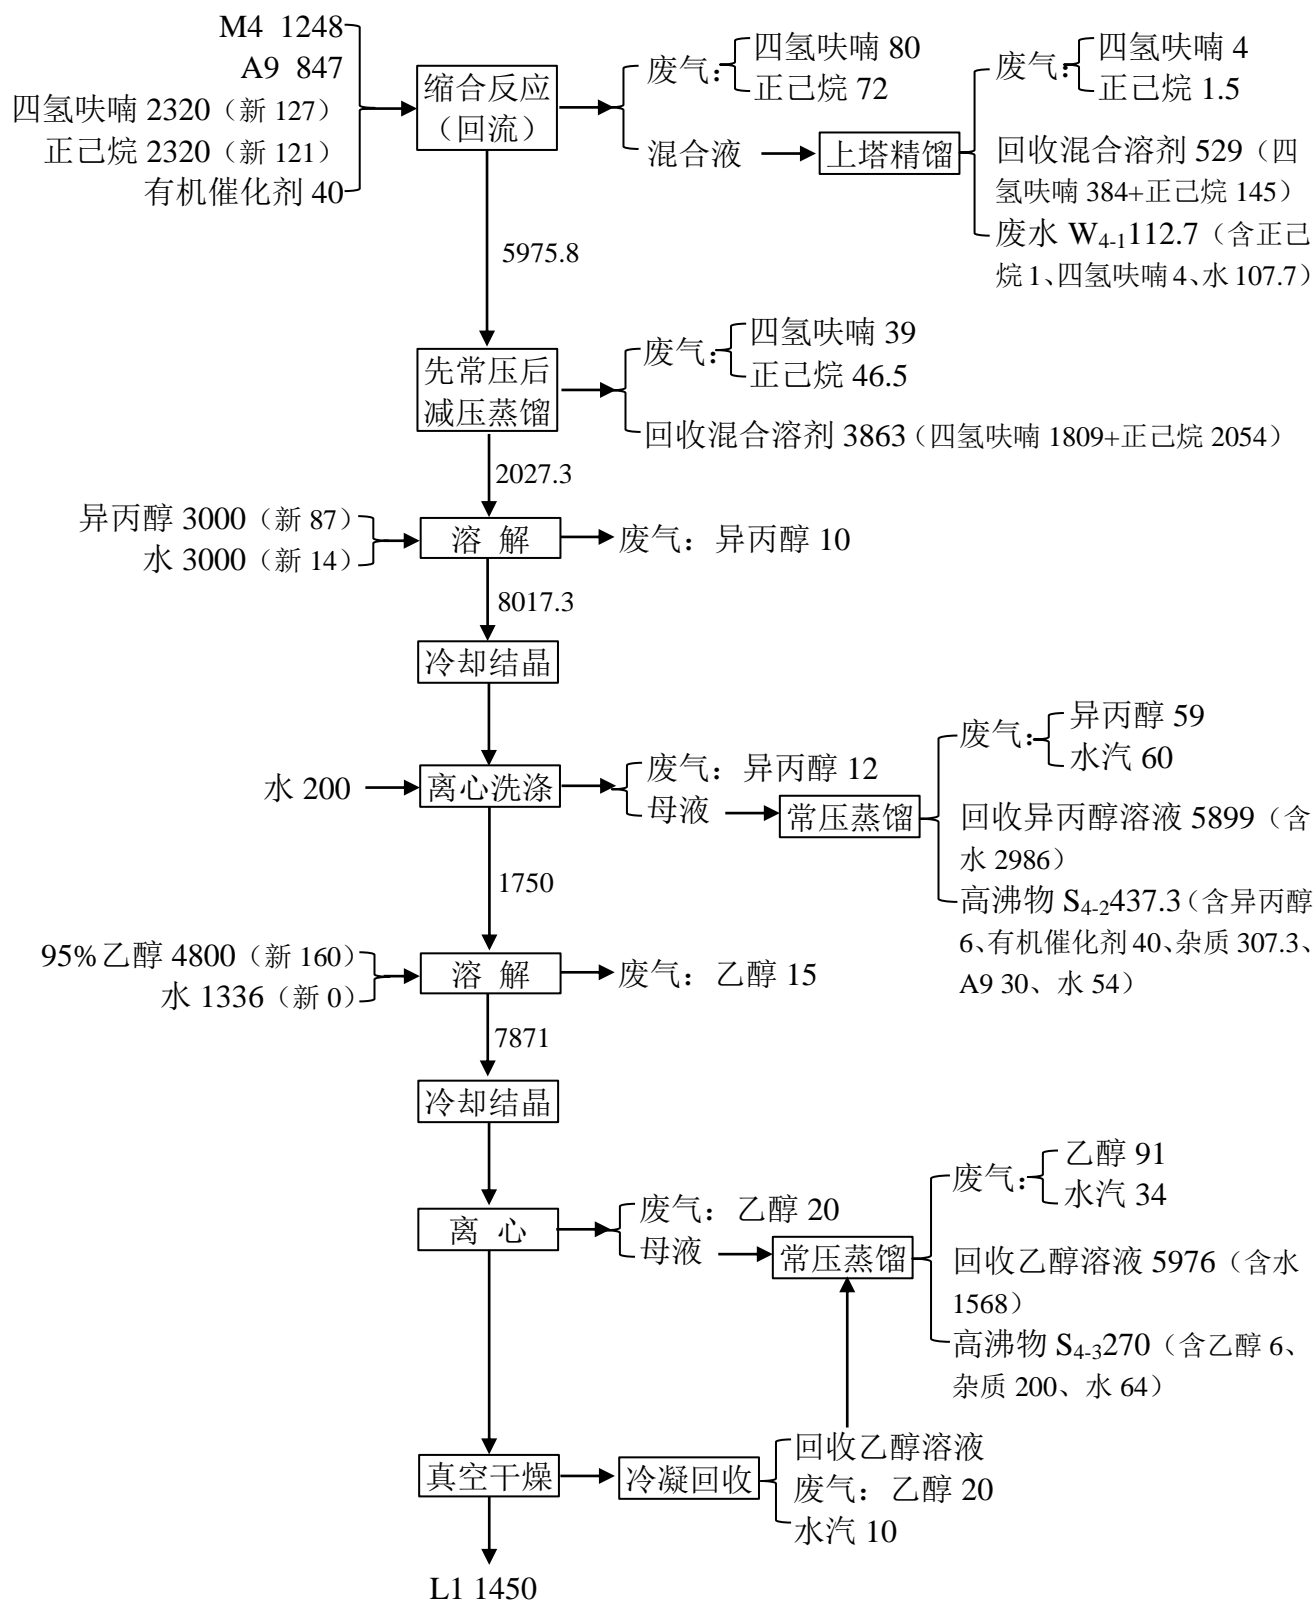 M4 1248
A9 847
四氢呋喃 2320（新 127）
正己烷 2320（新 121）
有机催化剂 40
缩合反应
（回流）
废气：
四氢呋喃 80
正己烷 72
混合液
上塔精馏
废气：
四氢呋喃 4
正己烷 1.5
回收混合溶剂 529（四
氢呋喃 384+正己烷 145）
废水 W4-1112.7（含正己
烷 1、四氢呋喃 4、水 107.7）
5975.8
先常压后
减压蒸馏
废气：
四氢呋喃 39
正己烷 46.5
回收混合溶剂 3863（四氢呋喃 1809+正己烷 2054）
2027.3
异丙醇 3000（新 87）
水 3000（新 14）
溶 解
废气：异丙醇 10
8017.3
冷却结晶
水 200
离心洗涤
废气：异丙醇 12
母液
常压蒸馏
废气：
异丙醇 59
水汽 60
回收异丙醇溶液 5899（含
水 2986）
高沸物 S4-2437.3（含异丙醇
6、有机催化剂 40、杂质 307.3、
A9 30、水 54）
1750
95%乙醇 4800（新 160）
水 1336（新 0）
溶 解
废气：乙醇 15
7871
冷却结晶
离 心
废气：乙醇 20
母液
常压蒸馏
废气：
乙醇 91
水汽 34
回收乙醇溶液 5976（含水
1568）
高沸物 S4-3270（含乙醇 6、
杂质 200、水 64）
真空干燥
冷凝回收
回收乙醇溶液
废气：乙醇 20
水汽 10
L1 1450